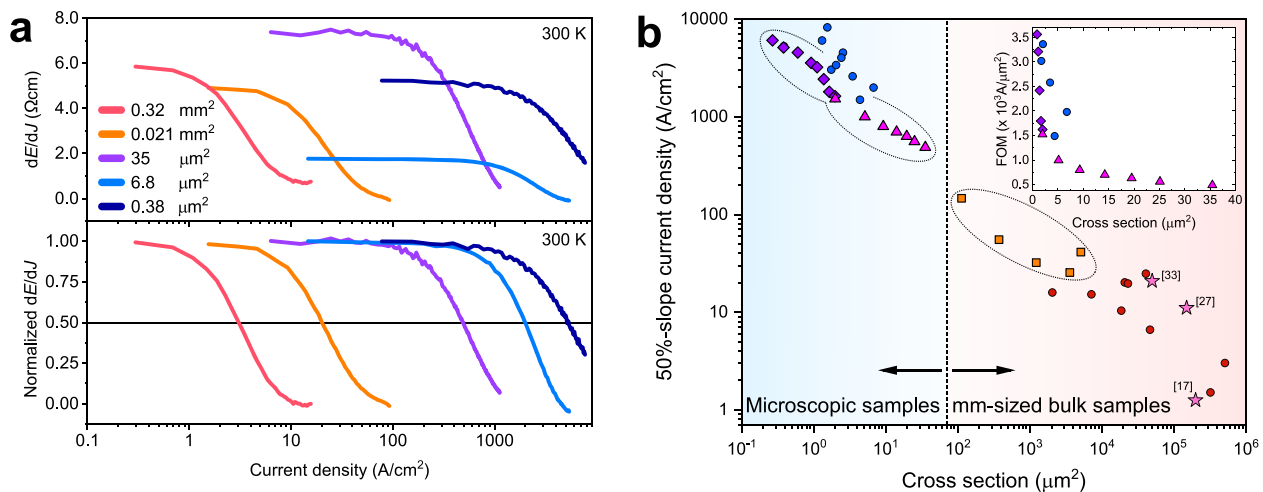 a
300 K
8.0
6.0
4.0
2.0
0.0
dE/dJ (Ωcm)
0.32 mm²
0.021 mm²
35 μm²
6.8 μm²
0.38 μm²
300 K
1.00
0.75
0.50
0.25
0.00
Normalized dE/dJ
0.1
1
10
100
1000
Current density (A/cm²)
b
10000
1000
100
10
1
50%-slope current density (A/cm²)
3.5
3.0
2.5
2.0
1.5
1.0
0.5
FOM (x 10⁵A/μm²)
0 5 10 15 20 25 30 35 40
Cross section (μm²)
[33]
[27]
[17]
Microscopic samples
mm-sized bulk samples
10⁻¹ 10⁰ 10¹ 10² 10³ 10⁴ 10⁵ 10⁶
Cross section (μm²)